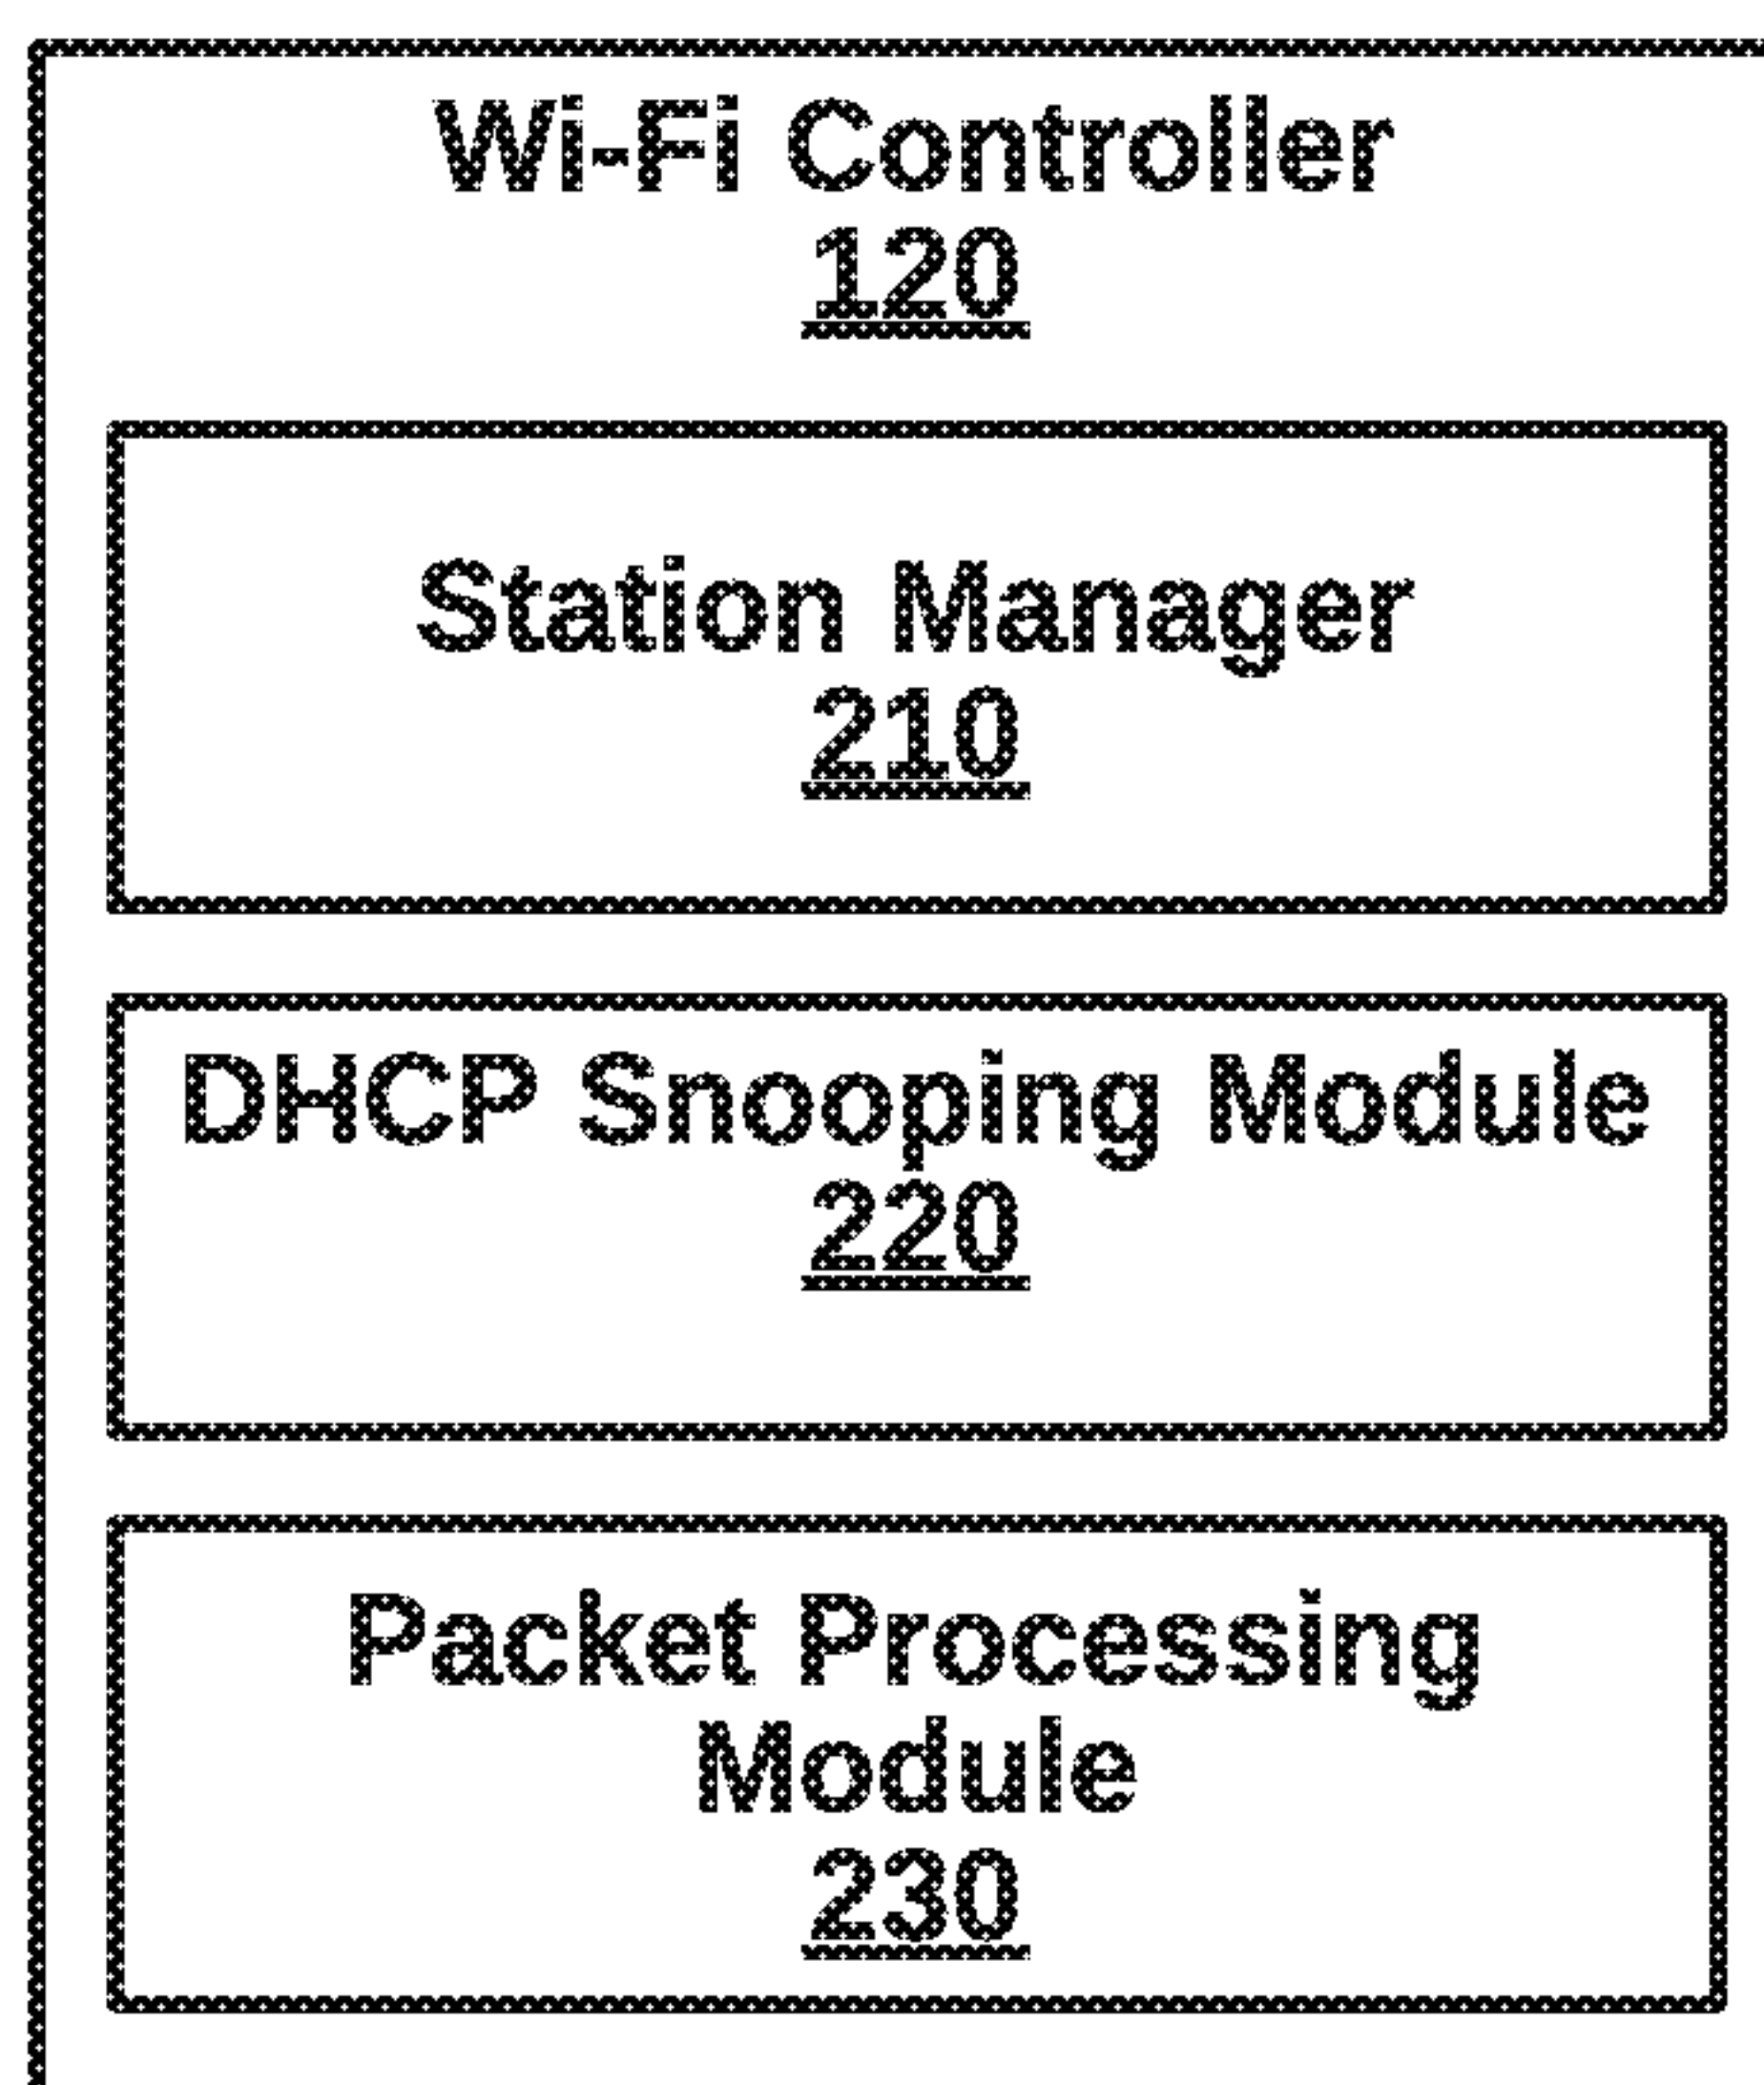 Wi-Fi Controller
120
Station Manager
210
DHCP Snooping Module
220
Packet Processing
Module
230